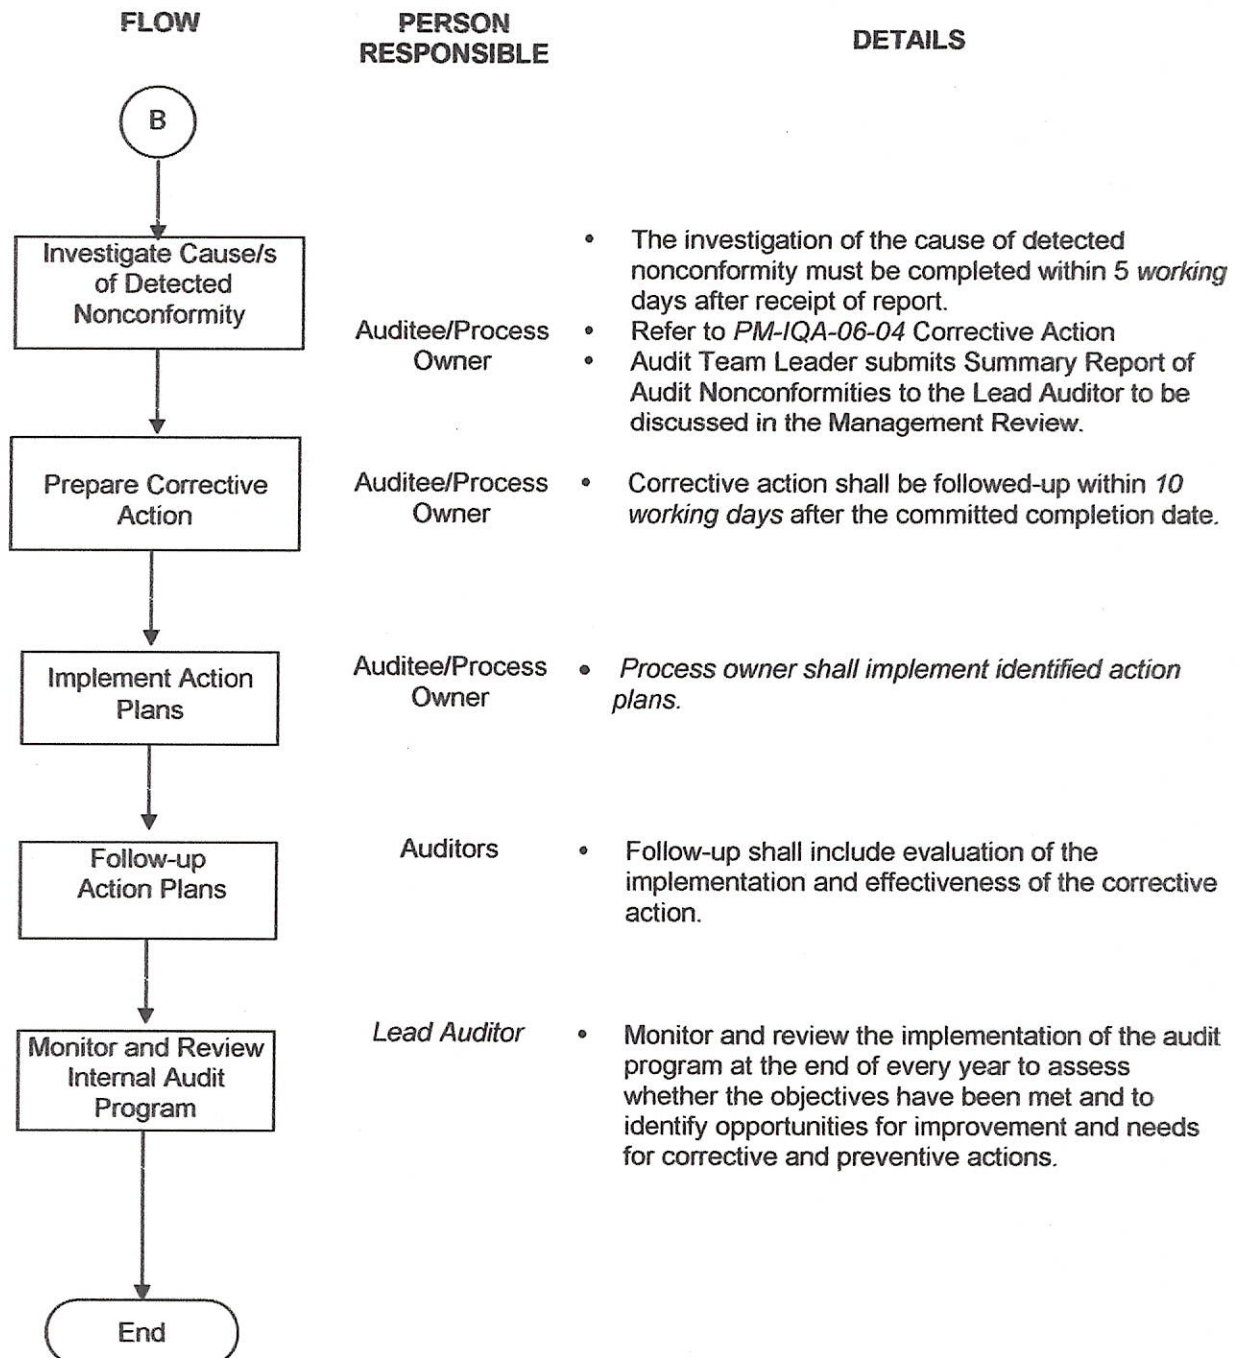 FLOW
PERSON
RESPONSIBLE
DETAILS
B
Investigate Cause/s
of Detected
Nonconformity
Auditee/Process
Owner
• The investigation of the cause of detected
nonconformity must be completed within 5 working
days after receipt of report.
• Refer to PM-IQA-06-04 Corrective Action
• Audit Team Leader submits Summary Report of
Audit Nonconformities to the Lead Auditor to be
discussed in the Management Review.
Prepare Corrective
Action
Auditee/Process
Owner
• Corrective action shall be followed-up within 10
working days after the committed completion date.
Implement Action
Plans
Auditee/Process
Owner
• Process owner shall implement identified action
plans.
Follow-up
Action Plans
Auditors
• Follow-up shall include evaluation of the
implementation and effectiveness of the corrective
action.
Monitor and Review
Internal Audit
Program
Lead Auditor
• Monitor and review the implementation of the audit
program at the end of every year to assess
whether the objectives have been met and to
identify opportunities for improvement and needs
for corrective and preventive actions.
End